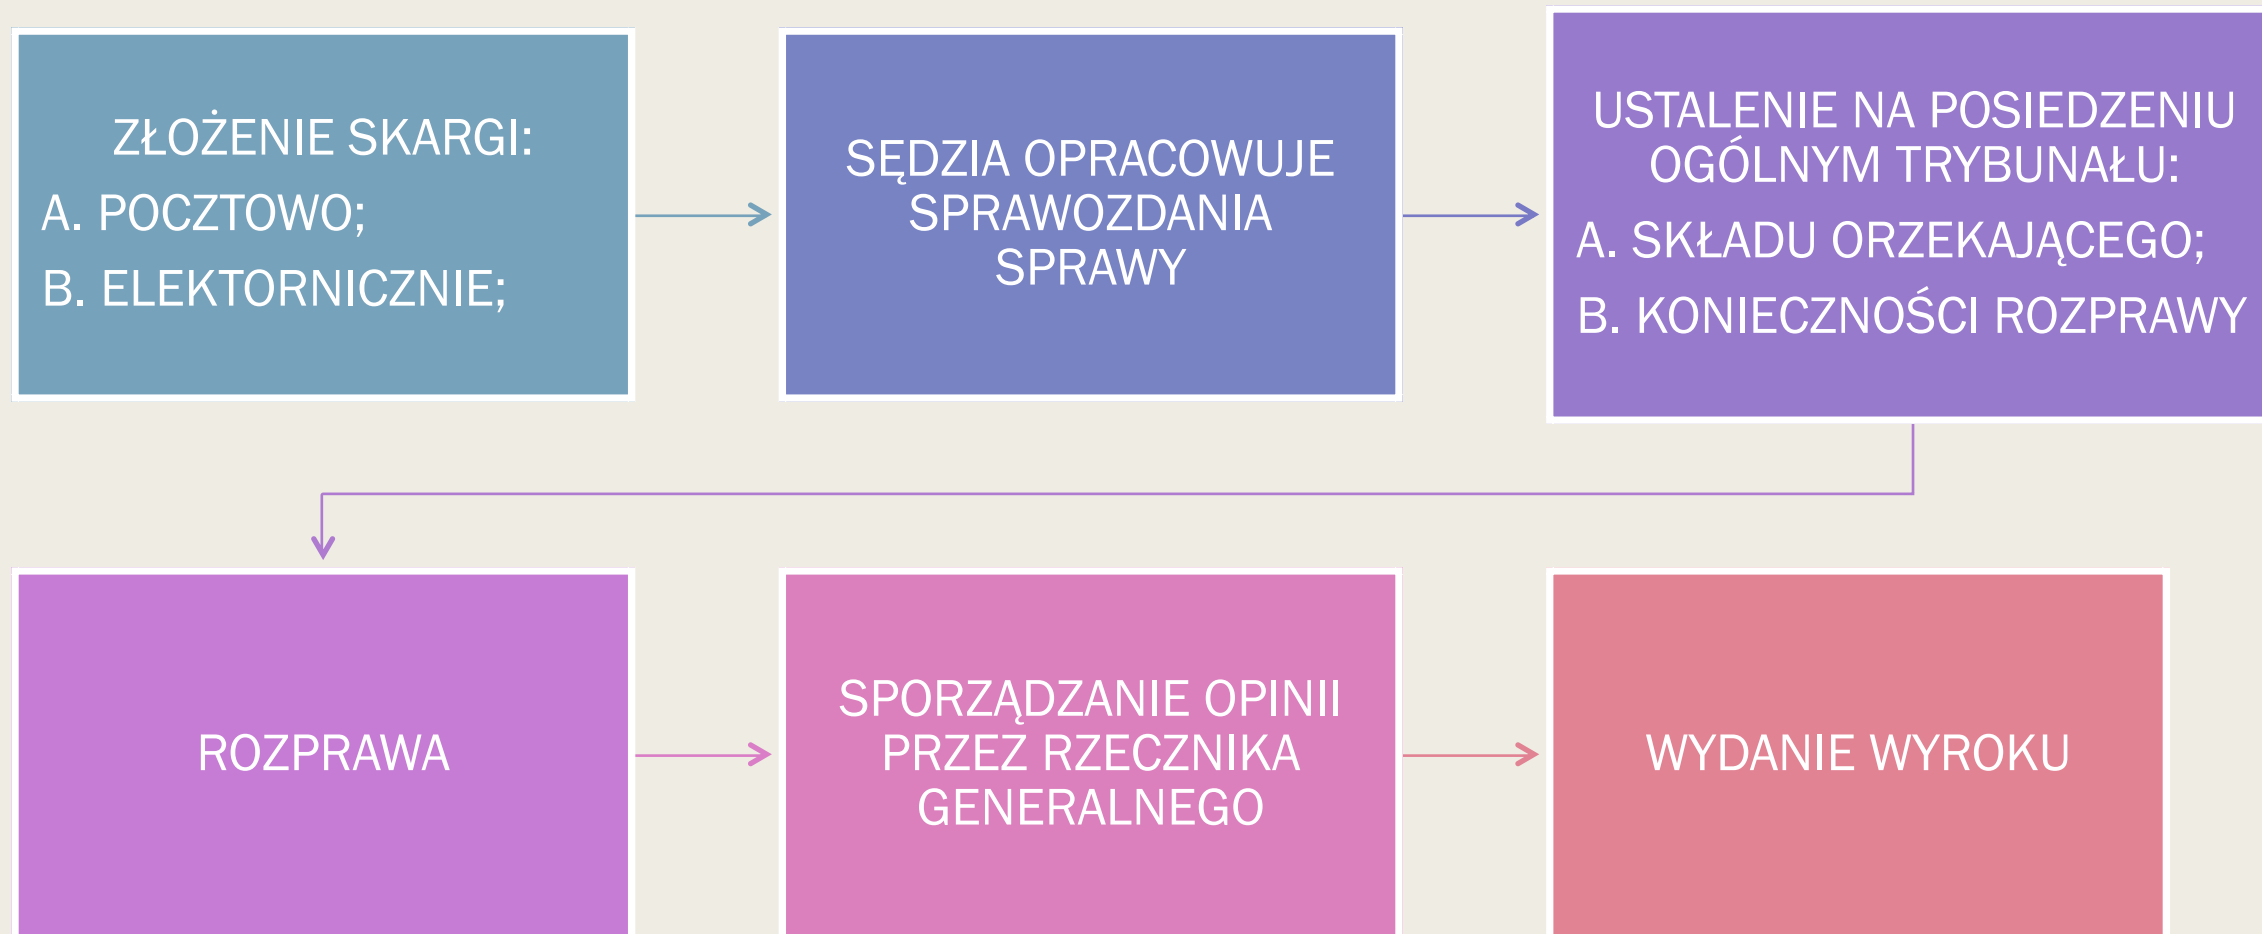 ZŁOŻENIE SKARGI:
A. POCZTOWO;
B. ELEKTORNICZNIE;
SĘDZIA OPRACOWUJE
SPRAWOZDANIA
SPRAWY
USTALENIE NA POSIEDZENIU
OGÓLNYM TRYBUNAŁU:
A. SKŁADU ORZEKAJĄCEGO;
B. KONIECZNOŚCI ROZPRAWY
ROZPRAWA
SPORZĄDZANIE OPINII
PRZEZ RZECZNIKA
GENERALNEGO
WYDANIE WYROKU